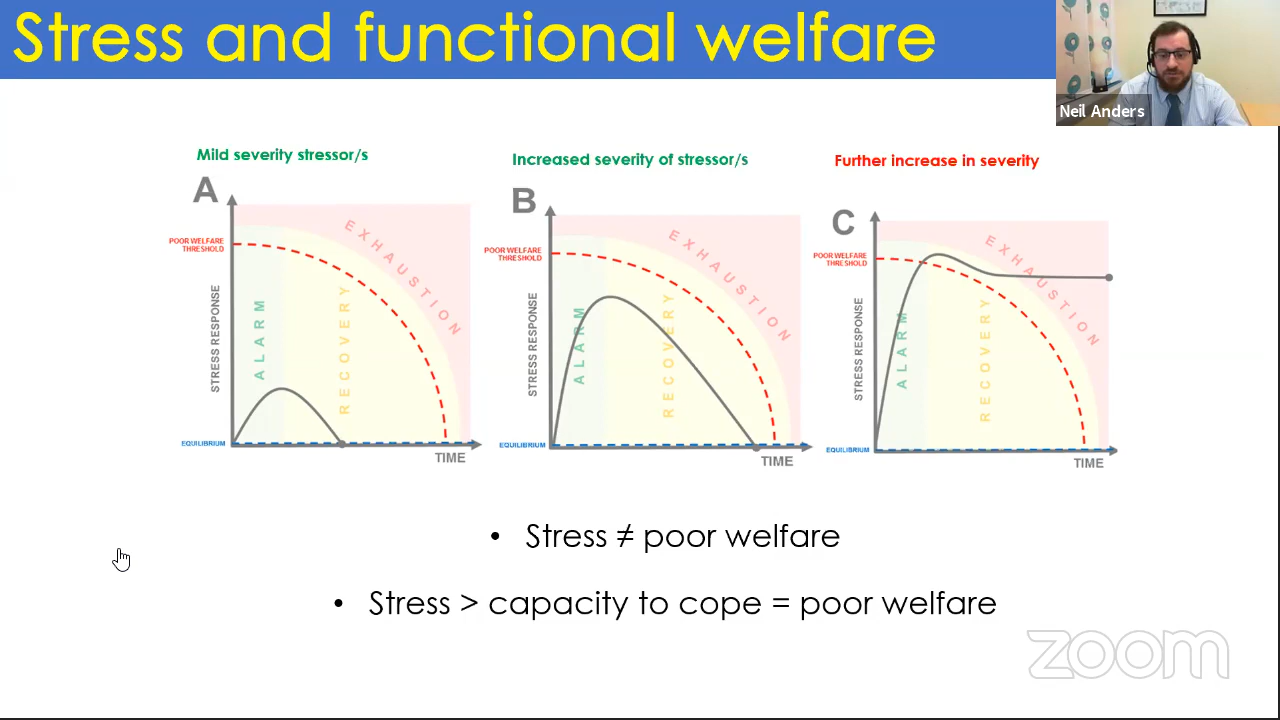 Stress and functional welfare
Neil Anders
Mild severity stressor/s
Increased severity of stressor/s
Further increase in severity
A
POOR WELFARE
THRESHOLD
STRESS RESPONSE
ALARM
RECOVERY
EXHAUSTION
EQUILIBRIUM
TIME
B
POOR WELFARE
THRESHOLD
STRESS RESPONSE
ALARM
RECOVERY
EXHAUSTION
EQUILIBRIUM
TIME
C
POOR WELFARE
THRESHOLD
STRESS RESPONSE
ALARM
RECOVERY
EXHAUSTION
EQUILIBRIUM
TIME
• Stress ≠ poor welfare
• Stress > capacity to cope = poor welfare
zoom